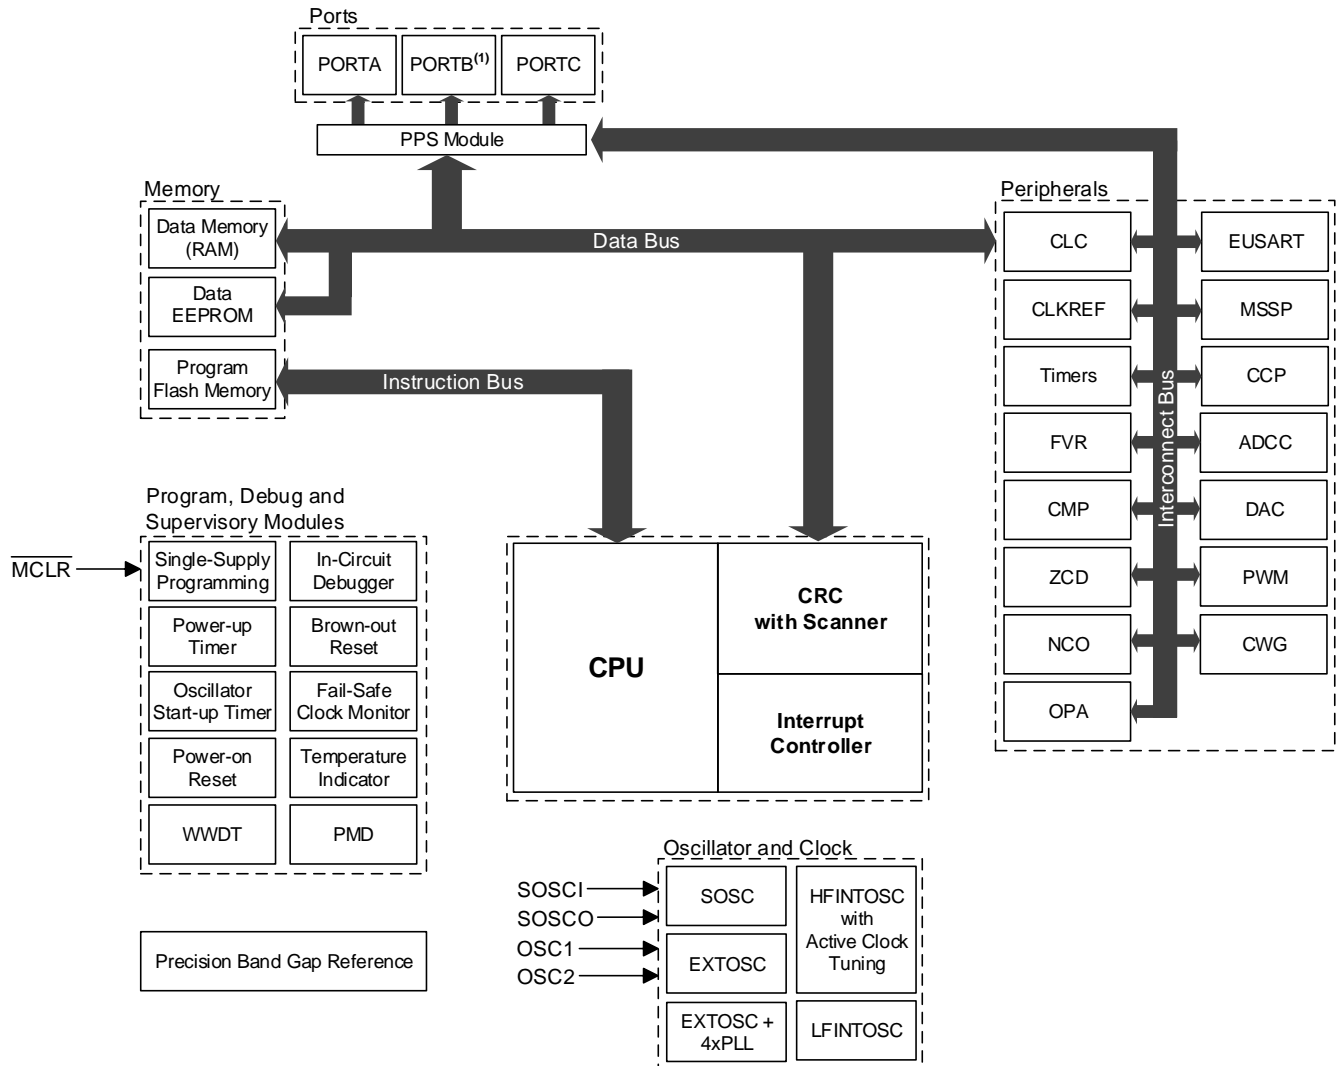 Ports
PORTA
PORTB(1)
PORTC
PPS Module
Memory
Data Memory
(RAM)
Data
EEPROM
Program
Flash Memory
Data Bus
Instruction Bus
Peripherals
CLC
EUSART
CLKREF
MSSP
Timers
CCP
FVR
ADCC
CMP
DAC
ZCD
PWM
NCO
CWG
OPA
Interconnect Bus
Program, Debug and
Supervisory Modules
MCLR
Single-Supply
Programming
In-Circuit
Debugger
Power-up
Timer
Brown-out
Reset
Oscillator
Start-up Timer
Fail-Safe
Clock Monitor
Power-on
Reset
Temperature
Indicator
WWDT
PMD
CPU
CRC
with Scanner
Interrupt
Controller
Precision Band Gap Reference
Oscillator and Clock
SOSCI
SOSCO
OSC1
OSC2
SOSC
HFINTOSC
with
Active Clock
Tuning
EXTOSC
EXTOSC +
4xPLL
LFINTOSC